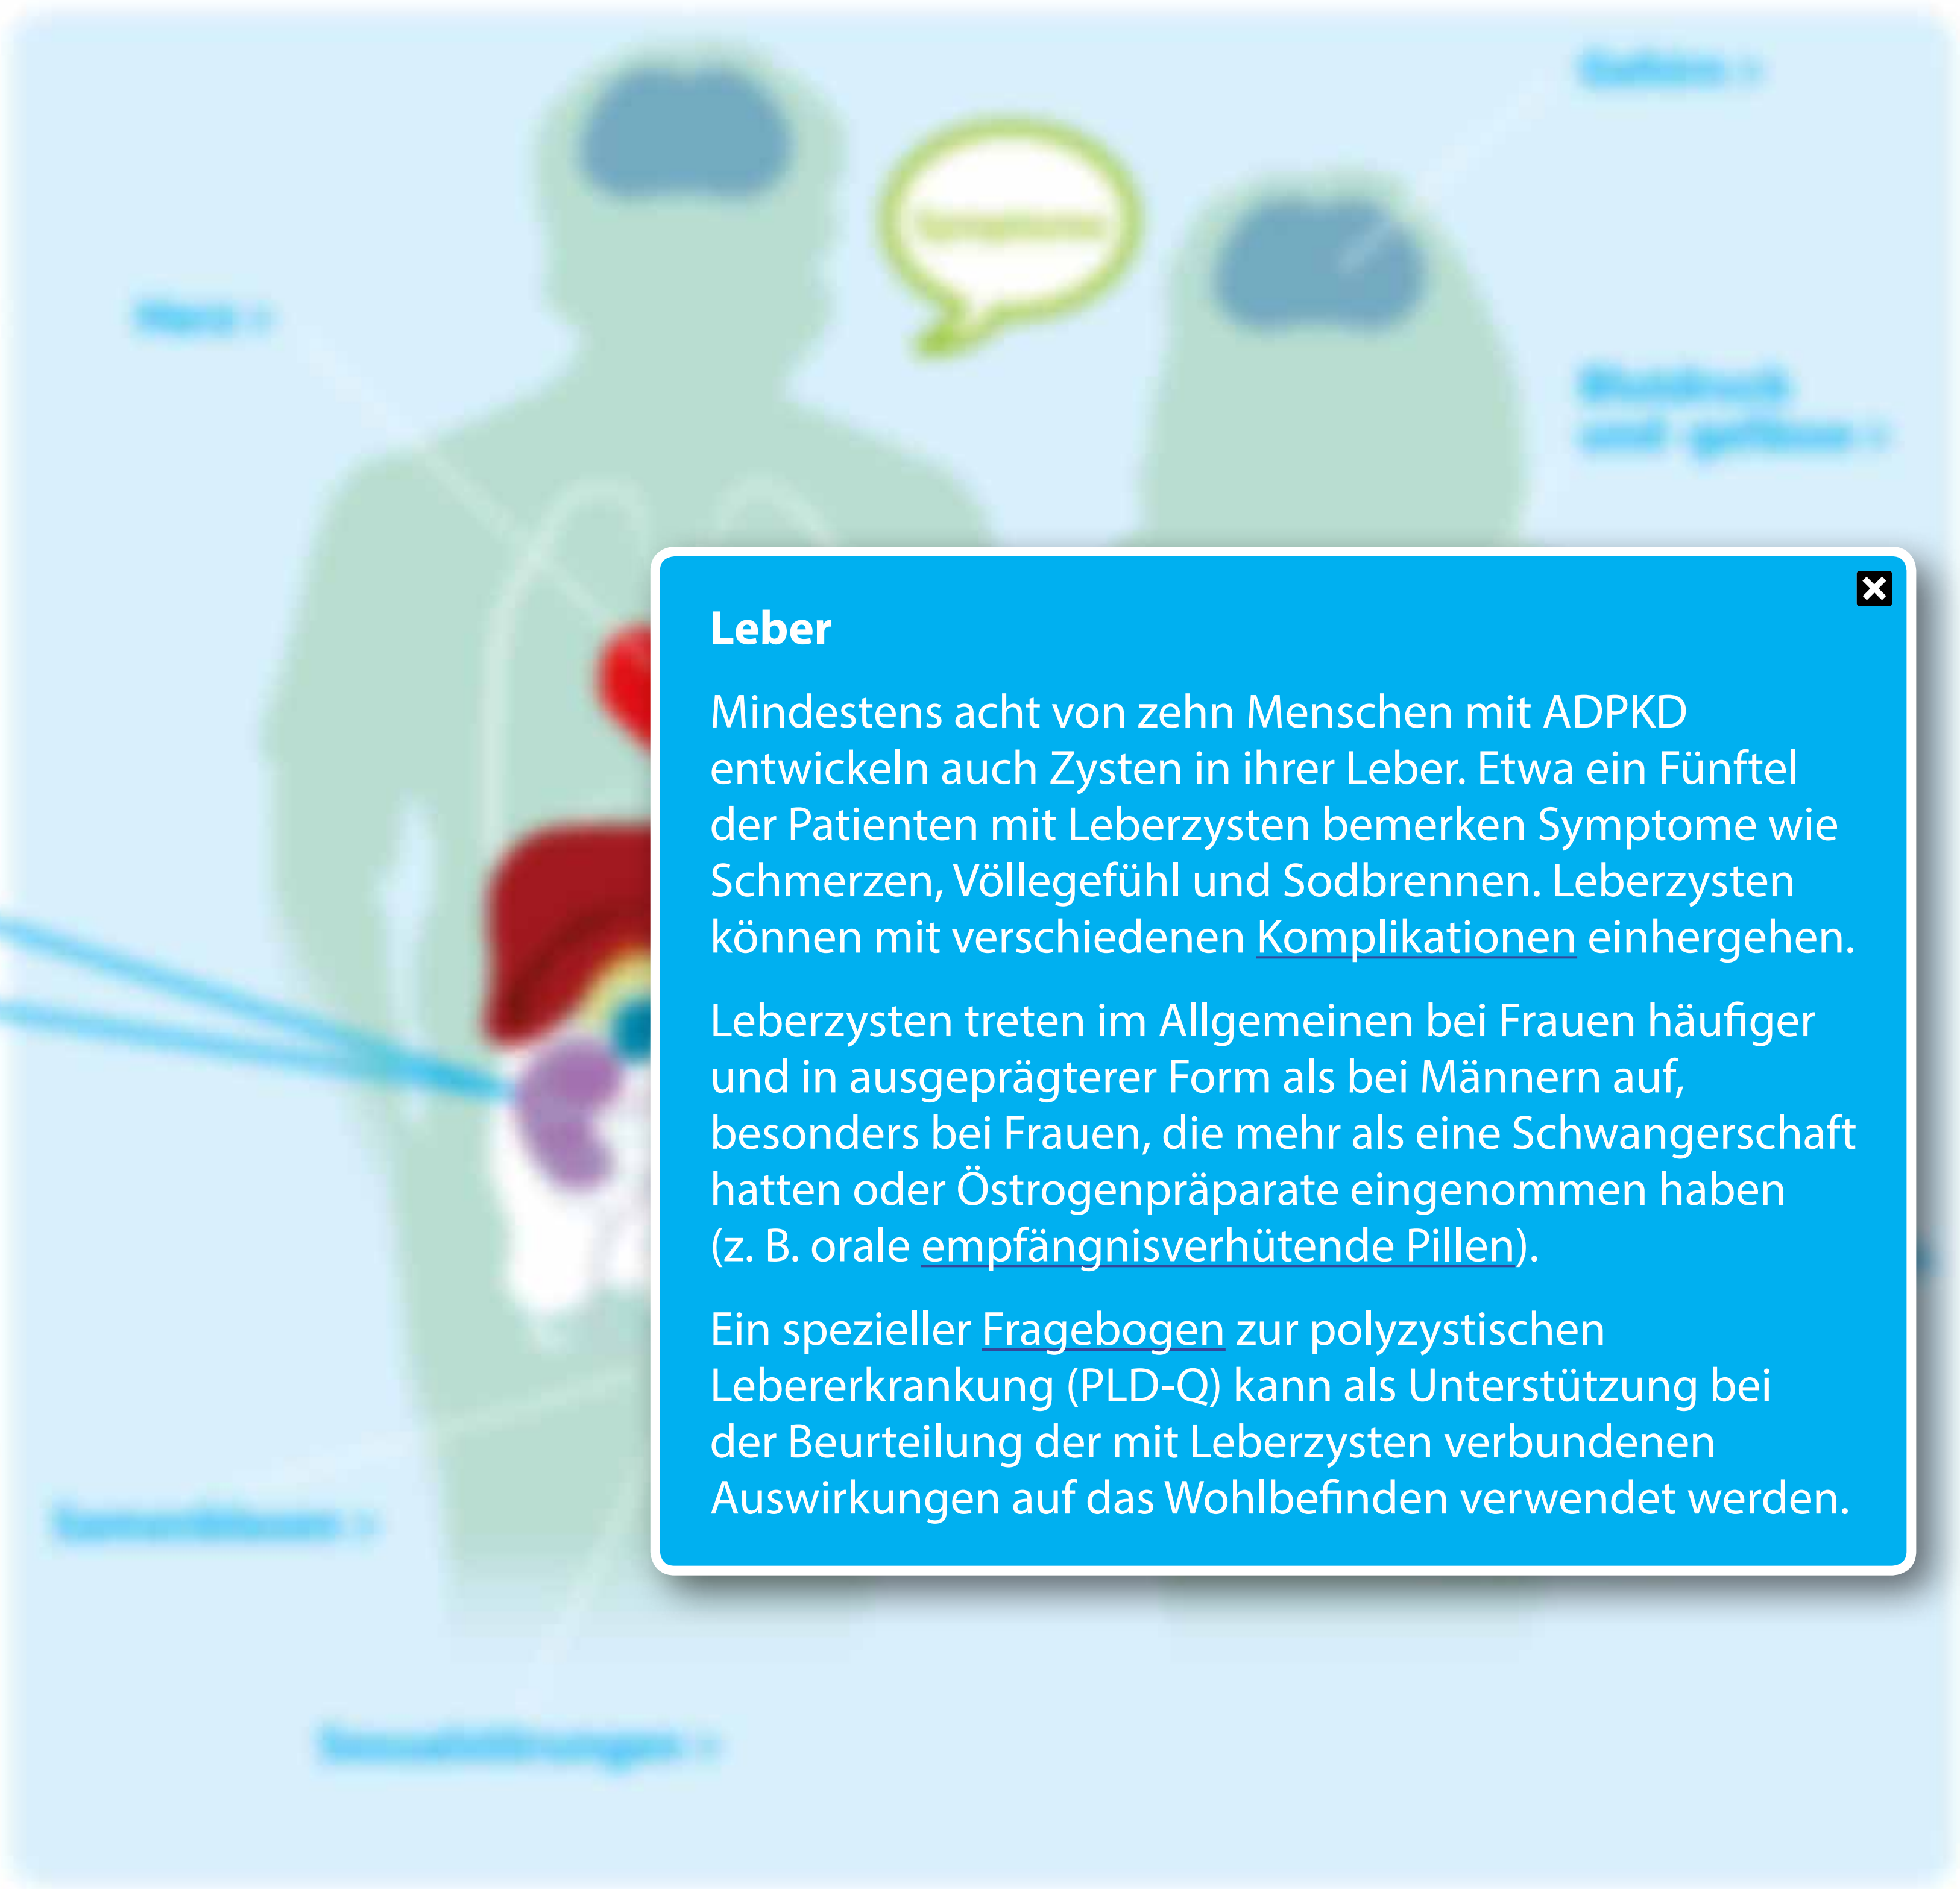 Leber
Mindestens acht von zehn Menschen mit ADPKD
entwickeln auch Zysten in ihrer Leber. Etwa ein Fünftel
der Patienten mit Leberzysten bemerken Symptome wie
Schmerzen, Völlegefühl und Sodbrennen. Leberzysten
können mit verschiedenen Komplikationen einhergehen.
Leberzysten treten im Allgemeinen bei Frauen häufiger
und in ausgeprägterer Form als bei Männern auf,
besonders bei Frauen, die mehr als eine Schwangerschaft
hatten oder Östrogenpräparate eingenommen haben
(z. B. orale empfängnisverhütende Pillen).
Ein spezieller Fragebogen zur polyzystischen
Lebererkrankung (PLD-Q) kann als Unterstützung bei
der Beurteilung der mit Leberzysten verbundenen
Auswirkungen auf das Wohlbefinden verwendet werden.